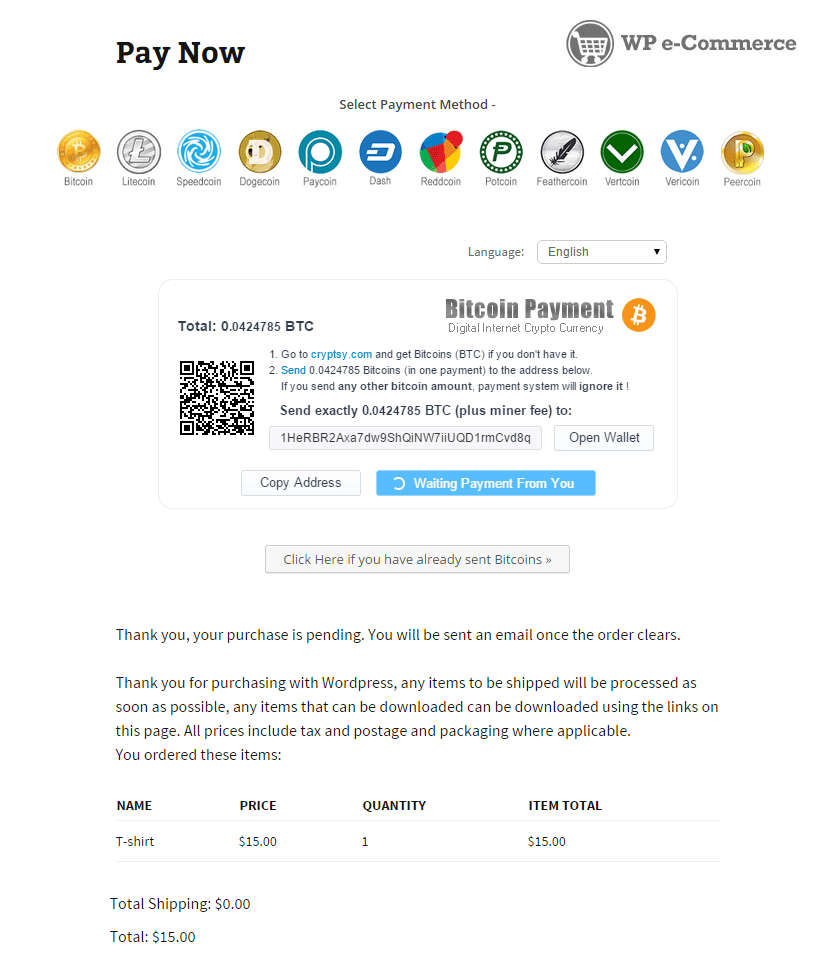 Pay Now
WP e-Commerce
Select Payment Method -
Bitcoin Litecoin Speedcoin Dogecoin Paycoin Dash Reddcoin Potcoin Feathercoin Vertcoin Vericoin Peercoin
Language: English
Bitcoin Payment
Digital Internet Crypto Currency
Total: 0.0424785 BTC
1. Go to cryptsy.com and get Bitcoins (BTC) if you don't have it.
2. Send 0.0424785 Bitcoins (in one payment) to the address below.
If you send any other bitcoin amount, payment system will ignore it !
Send exactly 0.0424785 BTC (plus miner fee) to:
1HeRBR2Axa7dw9ShQiNW7iiUQD1rmCvd8q
Open Wallet
Copy Address
Waiting Payment From You
Click Here if you have already sent Bitcoins »
Thank you, your purchase is pending. You will be sent an email once the order clears.
Thank you for purchasing with Wordpress, any items to be shipped will be processed as
soon as possible, any items that can be downloaded can be downloaded using the links on
this page. All prices include tax and postage and packaging where applicable.
You ordered these items:
NAME PRICE QUANTITY ITEM TOTAL
T-shirt $15.00 1 $15.00
Total Shipping: $0.00
Total: $15.00